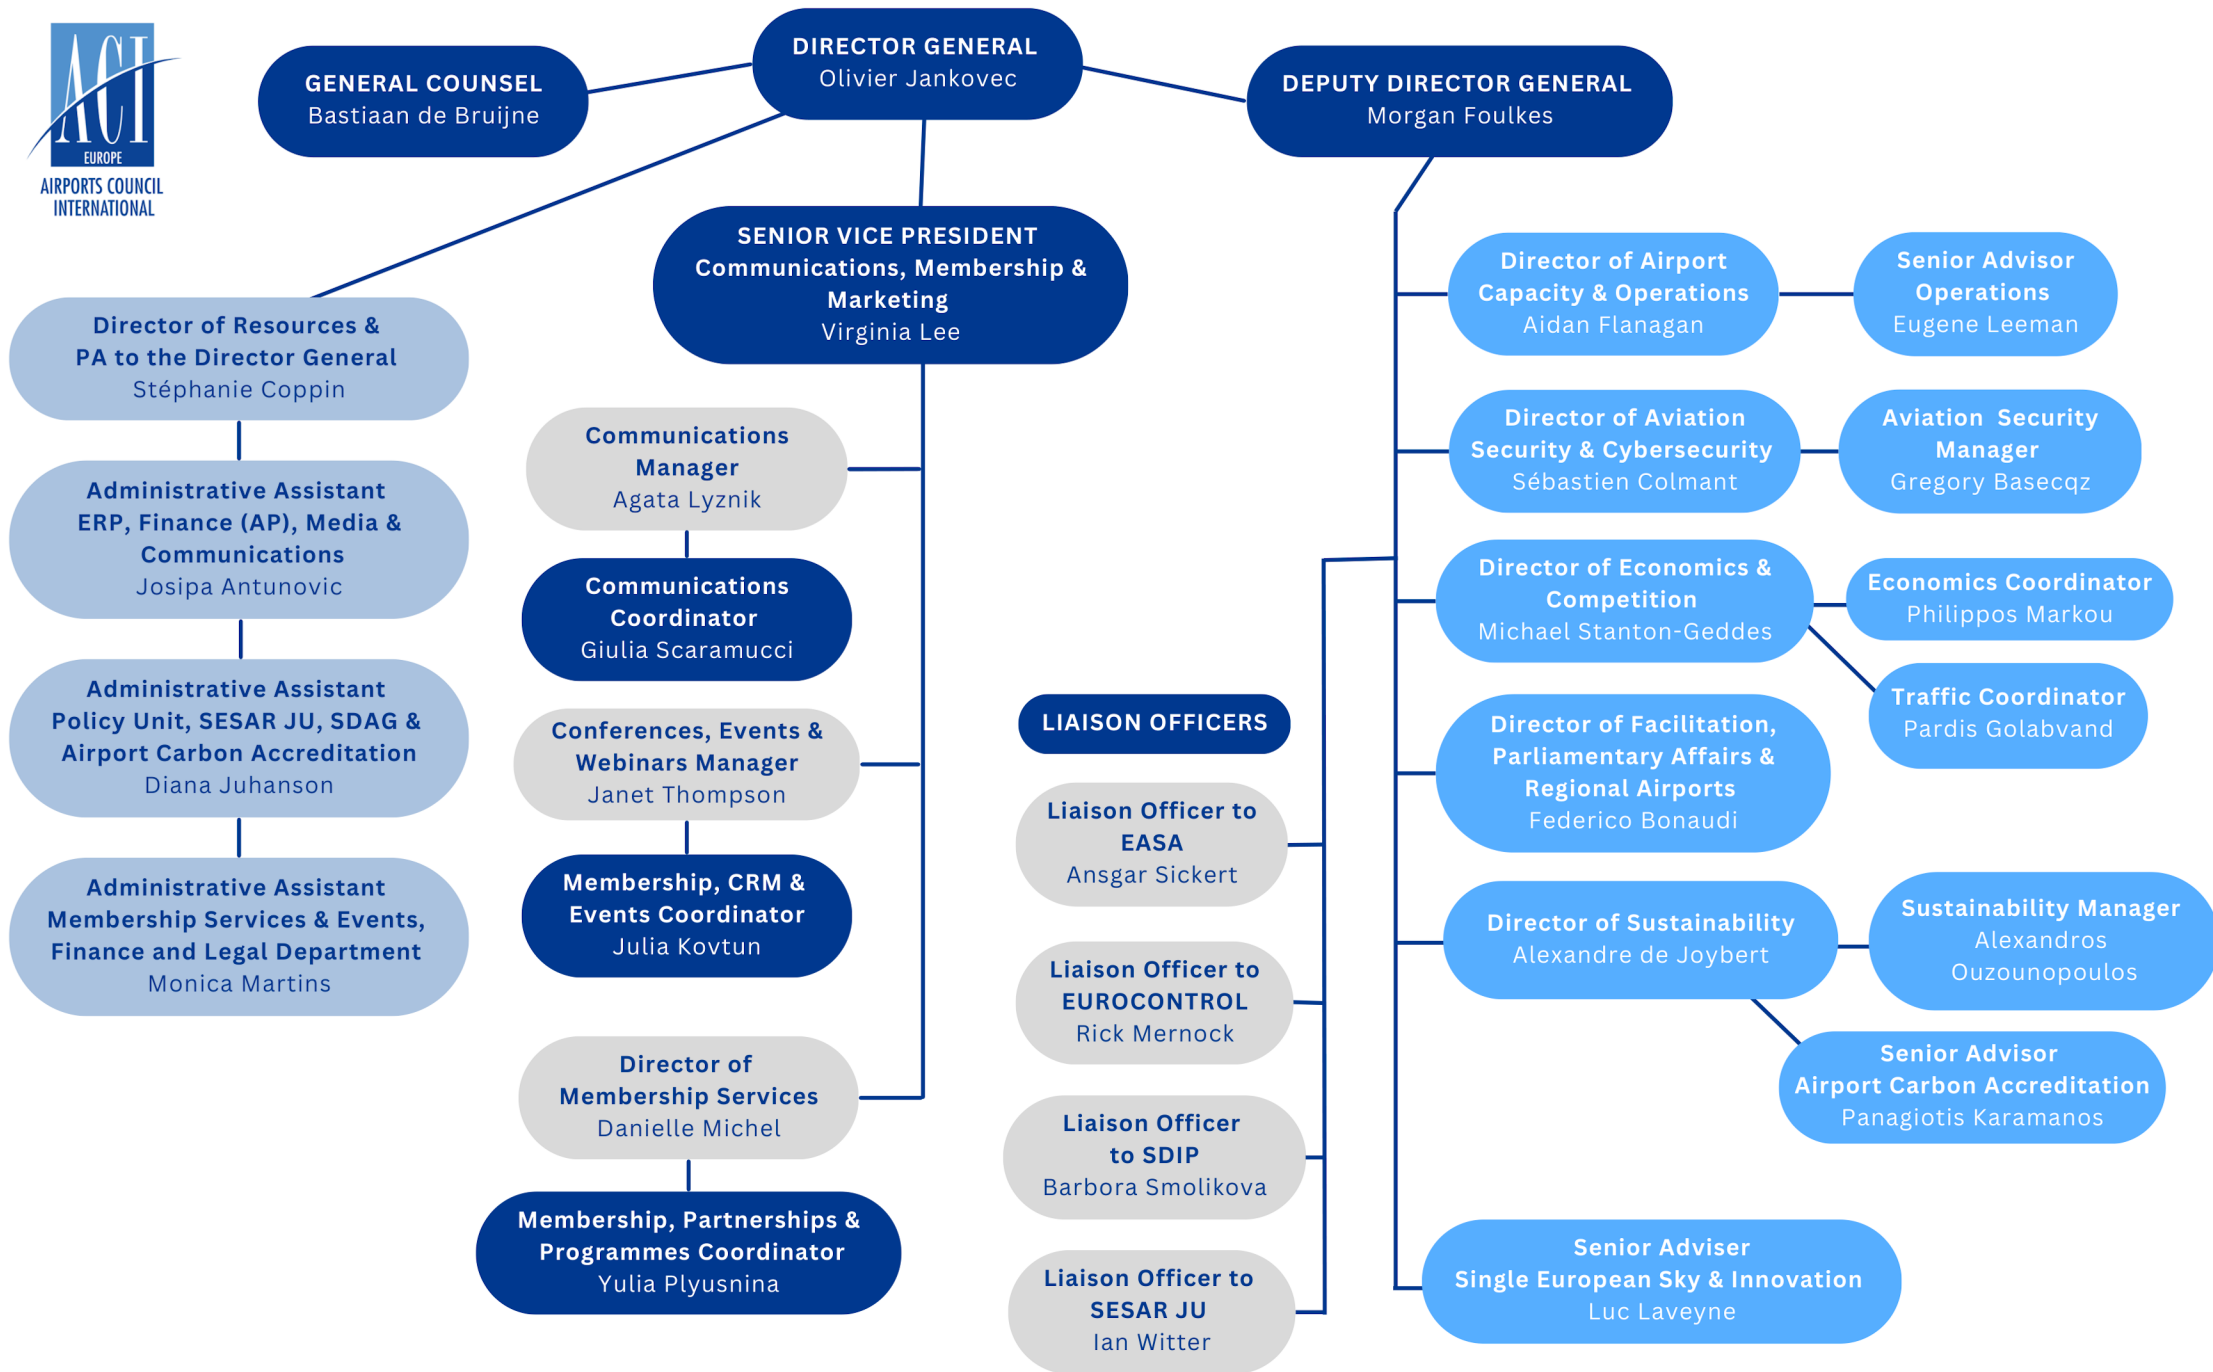 ACI
EUROPE
AIRPORTS COUNCIL
INTERNATIONAL
GENERAL COUNSEL
Bastiaan de Bruijne
DIRECTOR GENERAL
Olivier Jankovec
DEPUTY DIRECTOR GENERAL
Morgan Foulkes
SENIOR VICE PRESIDENT
Communications, Membership &
Marketing
Virginia Lee
Director of Resources &
PA to the Director General
Stéphanie Coppin
Administrative Assistant
ERP, Finance (AP), Media &
Communications
Josipa Antunovic
Administrative Assistant
Policy Unit, SESAR JU, SDAG &
Airport Carbon Accreditation
Diana Juhanson
Administrative Assistant
Membership Services & Events,
Finance and Legal Department
Monica Martins
Communications
Manager
Agata Lyznik
Communications
Coordinator
Giulia Scaramucci
Conferences, Events &
Webinars Manager
Janet Thompson
Membership, CRM &
Events Coordinator
Julia Kovtun
Director of
Membership Services
Danielle Michel
Membership, Partnerships &
Programmes Coordinator
Yulia Plyusnina
LIAISON OFFICERS
Liaison Officer to
EASA
Ansgar Sickert
Liaison Officer to
EUROCONTROL
Rick Mernock
Liaison Officer
to SDIP
Barbora Smolikova
Liaison Officer to
SESAR JU
Ian Witter
Director of Airport
Capacity & Operations
Aidan Flanagan
Senior Advisor
Operations
Eugene Leeman
Director of Aviation
Security & Cybersecurity
Sébastien Colmant
Aviation Security
Manager
Gregory Basecqz
Director of Economics &
Competition
Michael Stanton-Geddes
Economics Coordinator
Philippos Markou
Traffic Coordinator
Pardis Golabvand
Director of Facilitation,
Parliamentary Affairs &
Regional Airports
Federico Bonaudi
Director of Sustainability
Alexandre de Joybert
Sustainability Manager
Alexandros
Ouzounopoulos
Senior Advisor
Airport Carbon Accreditation
Panagiotis Karamanos
Senior Adviser
Single European Sky & Innovation
Luc Laveyne